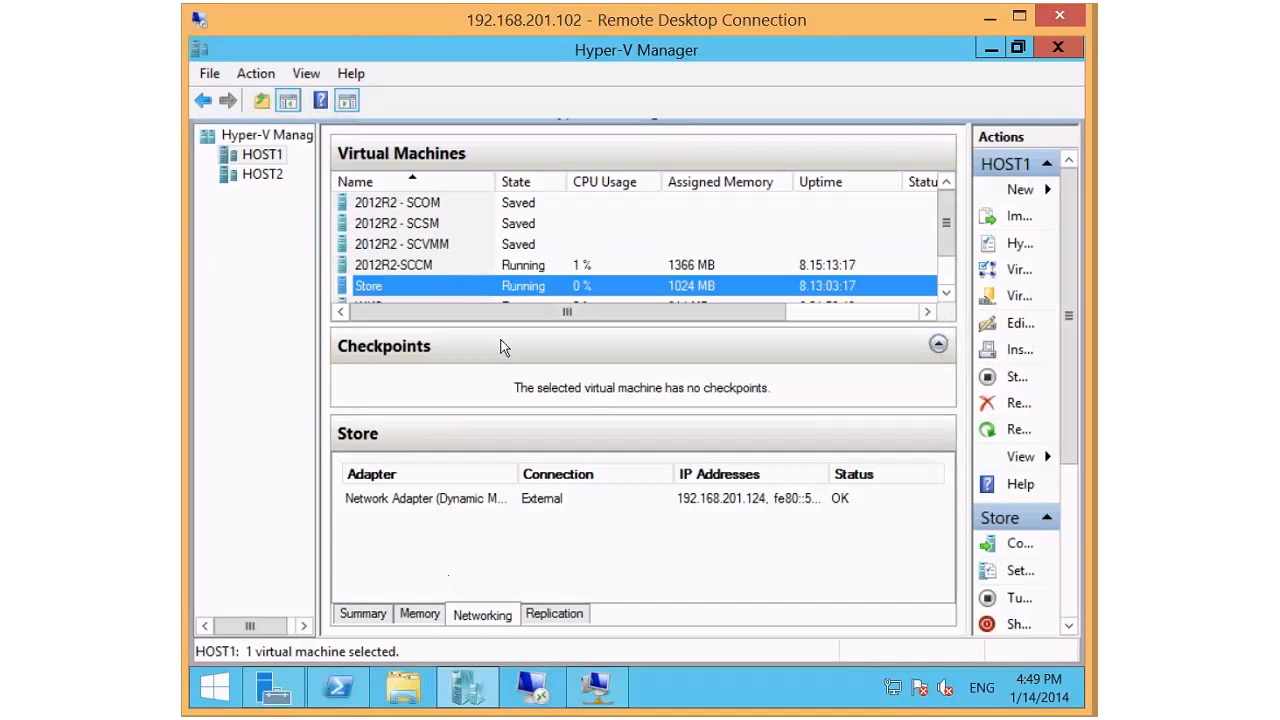 192.168.201.102 - Remote Desktop Connection
Hyper-V Manager
File Action View Help
Hyper-V Manag
HOST1
HOST2
Virtual Machines
Name State CPU Usage Assigned Memory Uptime Statu
2012R2 - SCOM Saved
2012R2 - SCSM Saved
2012R2 - SCVMM Saved
2012R2-SCCM Running 1 % 1366 MB 8.15:13:17
Store Running 0 % 1024 MB 8.13:03:17
Checkpoints
The selected virtual machine has no checkpoints.
Store
Adapter Connection IP Addresses Status
Network Adapter (Dynamic M... External 192.168.201.124, fe80::5... OK
Summary Memory Networking Replication
Actions
HOST1
New
Im...
Hy...
Vir...
Vir...
Edi...
Ins...
St...
Re...
Re...
View
Help
Store
Co...
Set...
Tu...
Sh...
HOST1: 1 virtual machine selected.
ENG
4:49 PM
1/14/2014